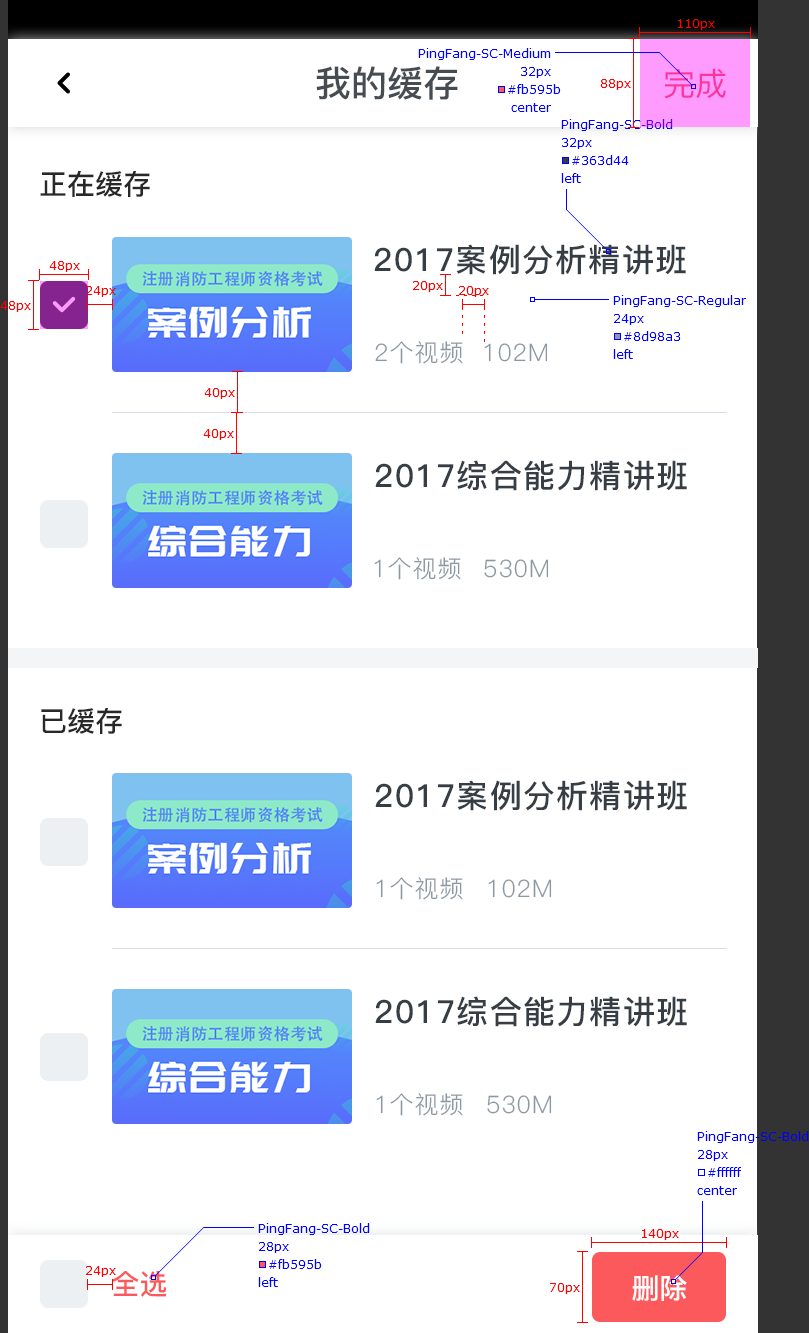 110px
PingFang-SC-Medium
32px
#fb595b
center
88px
我的缓存
完成
PingFang-SC-Bold
32px
#363d44
left
正在缓存
48px
48px
24px
注册消防工程师资格考试
案例分析
2017案例分析精讲班
20px
20px
PingFang-SC-Regular
24px
#8d98a3
left
2个视频 102M
40px
40px
注册消防工程师资格考试
综合能力
2017综合能力精讲班
1个视频 530M
已缓存
注册消防工程师资格考试
案例分析
2017案例分析精讲班
1个视频 102M
注册消防工程师资格考试
综合能力
2017综合能力精讲班
1个视频 530M
PingFang-SC-Bold
28px
#ffffff
center
PingFang-SC-Bold
28px
#fb595b
left
24px
全选
140px
70px
删除